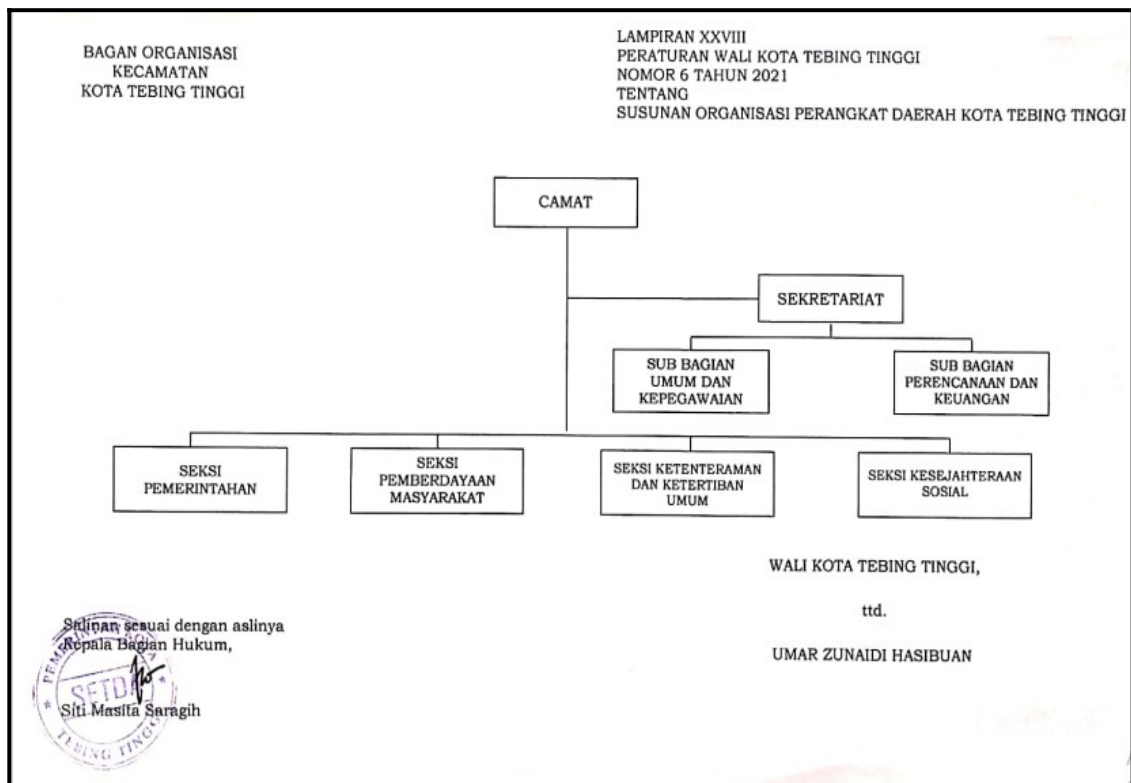 BAGAN ORGANISASI
KECAMATAN
KOTA TEBING TINGGI
LAMPIRAN XXVIII
PERATURAN WALI KOTA TEBING TINGGI
NOMOR 6 TAHUN 2021
TENTANG
SUSUNAN ORGANISASI PERANGKAT DAERAH KOTA TEBING TINGGI
CAMAT
SEKRETARIAT
SUB BAGIAN
UMUM DAN
KEPEGAWAIAN
SUB BAGIAN
PERENCANAAN DAN
KEUANGAN
SEKSI
PEMERINTAHAN
SEKSI
PEMBERDAYAAN
MASYARAKAT
SEKSI KETENTERAMAN
DAN KETERTIBAN
UMUM
SEKSI KESEJAHTERAAN
SOSIAL
WALI KOTA TEBING TINGGI,
ttd.
UMAR ZUNAIDI HASIBUAN
Salinan sesuai dengan aslinya
Kepala Bagian Hukum,
Siti Masita Saragih
PEMERINTAH KOTA
SETDA
TEBING TINGGI